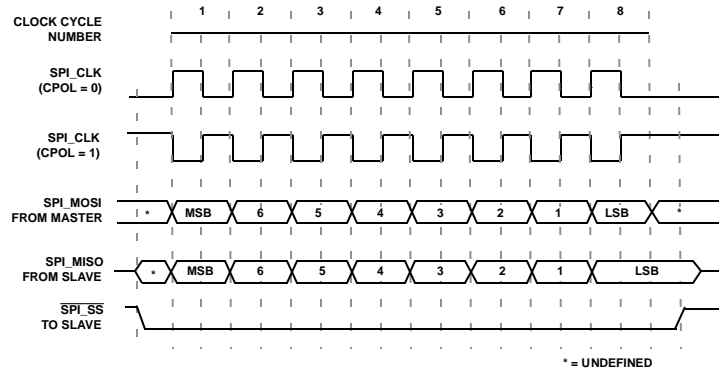 1 2 3 4 5 6 7 8
CLOCK CYCLE
NUMBER
SPI_CLK
(CPOL = 0)
SPI_CLK
(CPOL = 1)
SPI_MOSI
FROM MASTER
* MSB 6 5 4 3 2 1 LSB *
SPI_MISO
FROM SLAVE
* MSB 6 5 4 3 2 1 LSB
SPI_SS
TO SLAVE
* = UNDEFINED